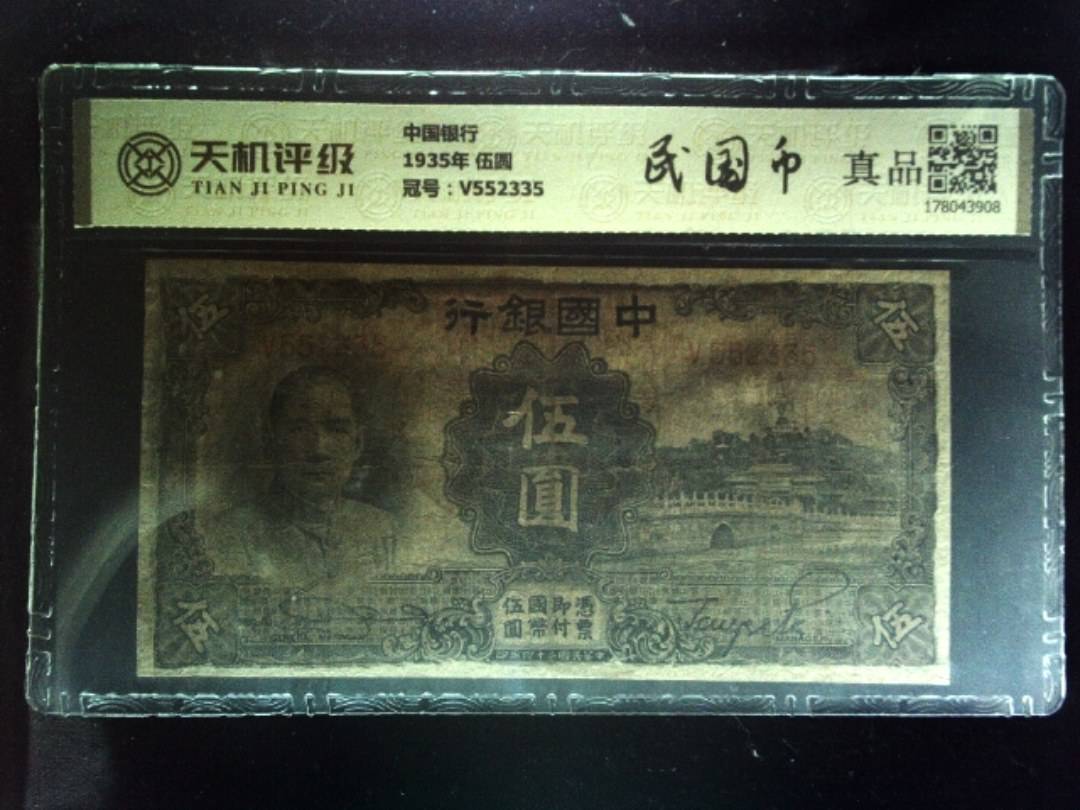 天机评级
TIAN JI PING JI
中国银行
1935年 伍圆
冠号：V552335
民国币
真品
178043908
中國銀行
伍
伍
V552335
V552335
伍
圓
憑票
即付
國幣
伍圓
伍
伍